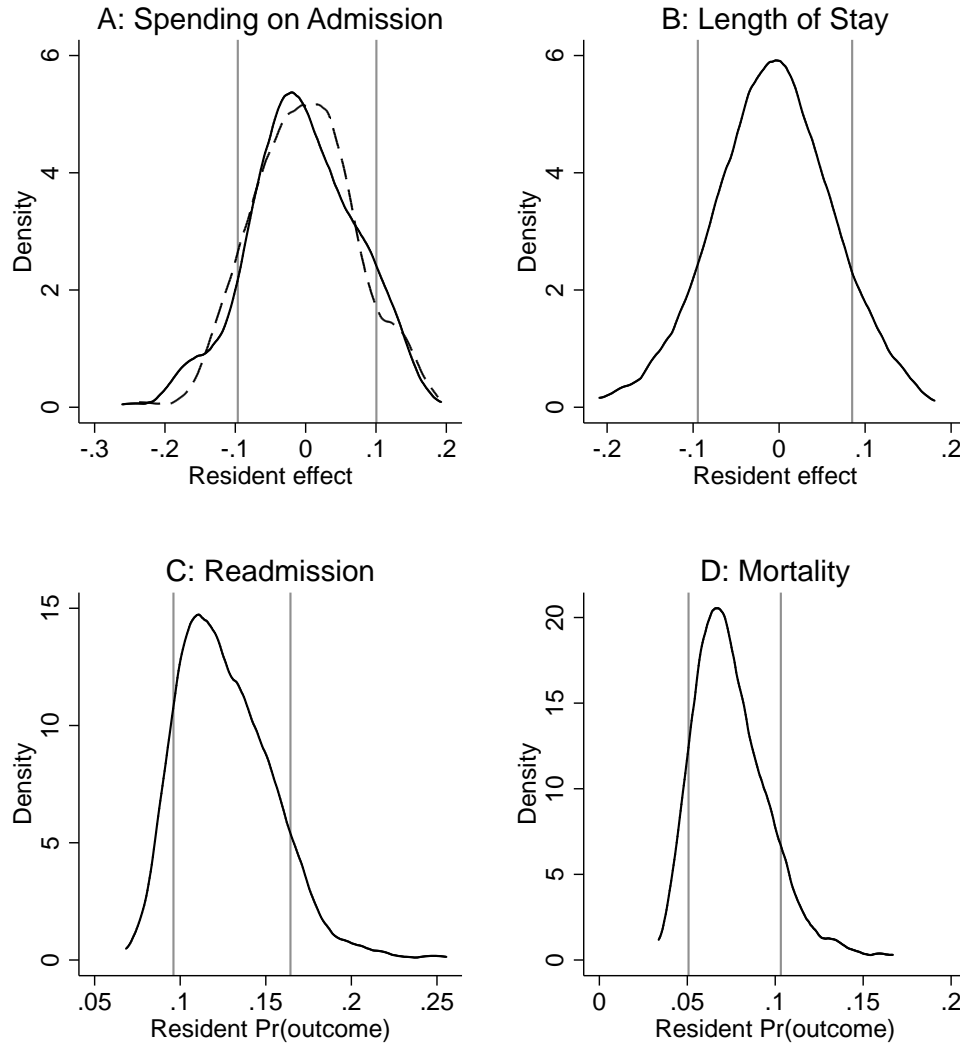 A: Spending on Admission
Density
0 2 4 6
-.3 -.2 -.1 0 .1 .2
Resident effect
B: Length of Stay
Density
0 2 4 6
-.2 -.1 0 .1 .2
Resident effect
C: Readmission
Density
0 5 10 15
.05 .1 .15 .2 .25
Resident Pr(outcome)
D: Mortality
Density
0 5 10 15 20
0 .05 .1 .15 .2
Resident Pr(outcome)